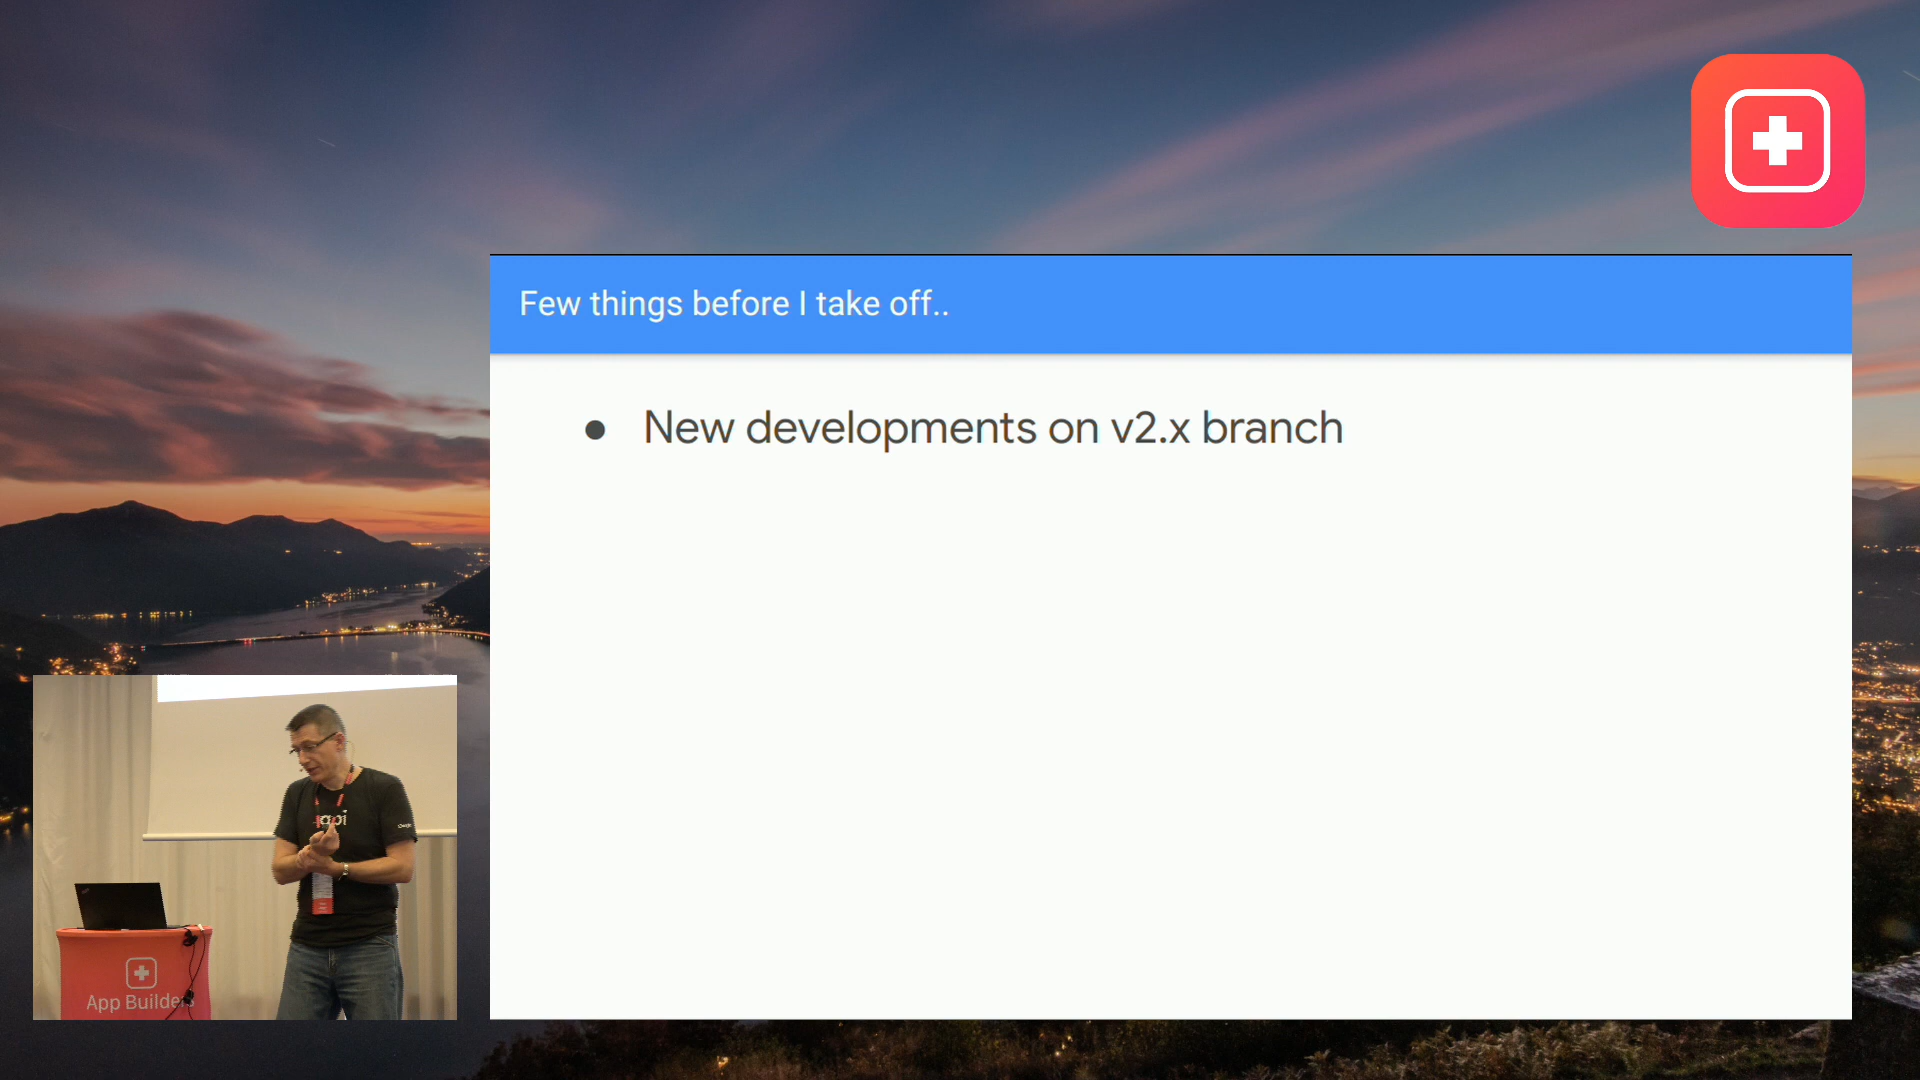 Few things before I take off..
● New developments on v2.x branch
App Builders